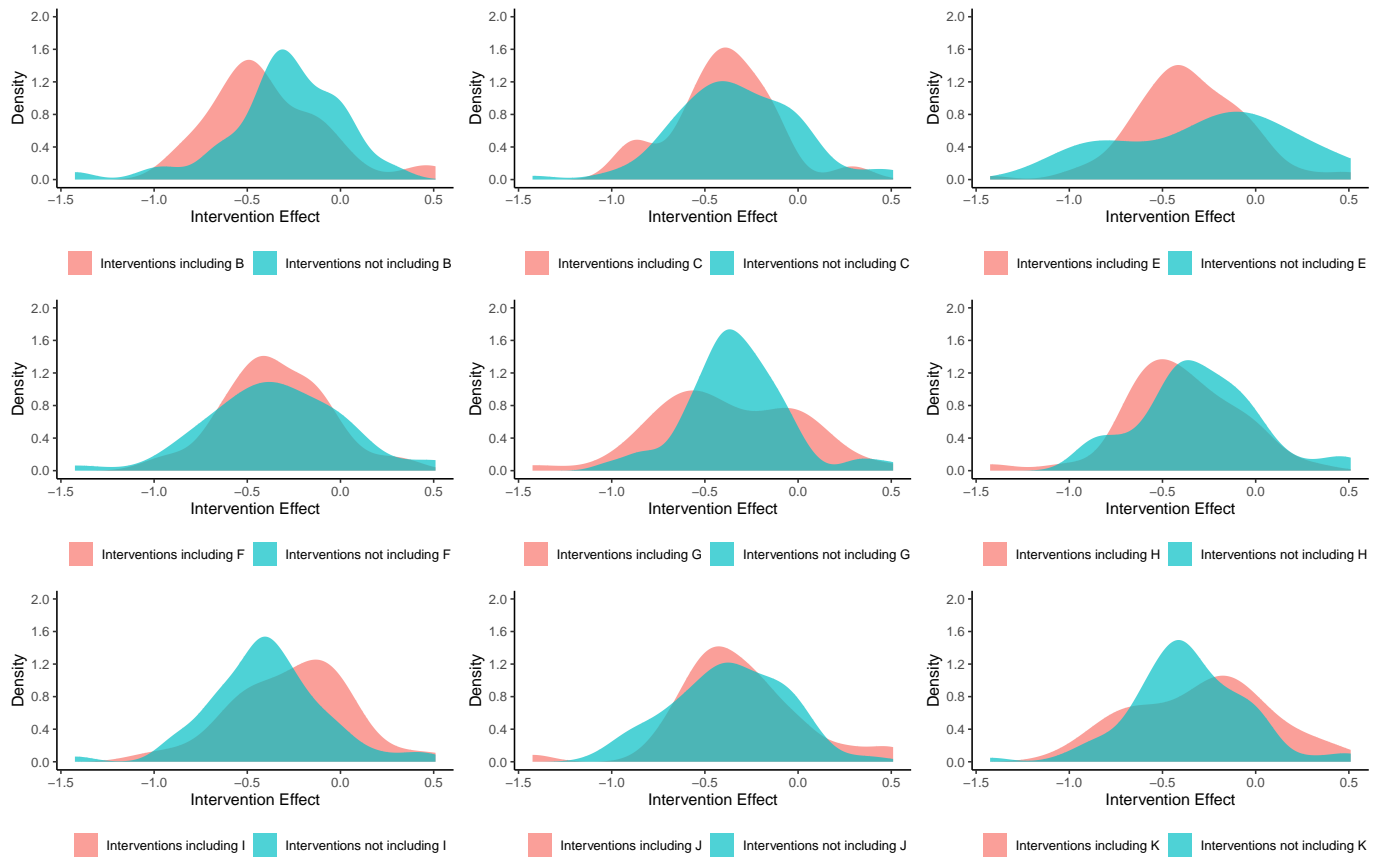 2.0
1.6
1.2
0.8
0.4
0.0
Density
−1.5 −1.0 −0.5 0.0 0.5
Intervention Effect
Interventions including B Interventions not including B
2.0
1.6
1.2
0.8
0.4
0.0
Density
−1.5 −1.0 −0.5 0.0 0.5
Intervention Effect
Interventions including C Interventions not including C
2.0
1.6
1.2
0.8
0.4
0.0
Density
−1.5 −1.0 −0.5 0.0 0.5
Intervention Effect
Interventions including E Interventions not including E
2.0
1.6
1.2
0.8
0.4
0.0
Density
−1.5 −1.0 −0.5 0.0 0.5
Intervention Effect
Interventions including F Interventions not including F
2.0
1.6
1.2
0.8
0.4
0.0
Density
−1.5 −1.0 −0.5 0.0 0.5
Intervention Effect
Interventions including G Interventions not including G
2.0
1.6
1.2
0.8
0.4
0.0
Density
−1.5 −1.0 −0.5 0.0 0.5
Intervention Effect
Interventions including H Interventions not including H
2.0
1.6
1.2
0.8
0.4
0.0
Density
−1.5 −1.0 −0.5 0.0 0.5
Intervention Effect
Interventions including I Interventions not including I
2.0
1.6
1.2
0.8
0.4
0.0
Density
−1.5 −1.0 −0.5 0.0 0.5
Intervention Effect
Interventions including J Interventions not including J
2.0
1.6
1.2
0.8
0.4
0.0
Density
−1.5 −1.0 −0.5 0.0 0.5
Intervention Effect
Interventions including K Interventions not including K